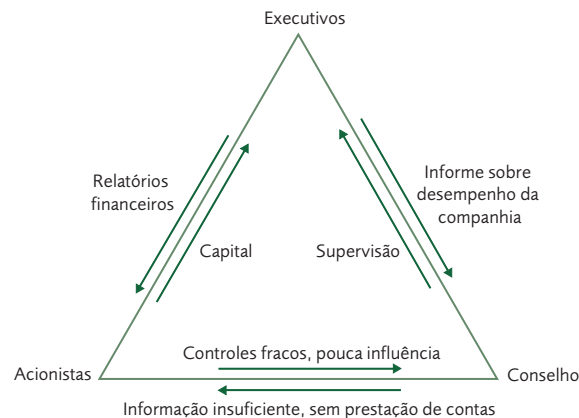 Executivos
Relatórios
financeiros
Informe sobre
desempenho da
companhia
Capital
Supervisão
Controles fracos, pouca influência
Acionistas
Conselho
Informação insuficiente, sem prestação de contas